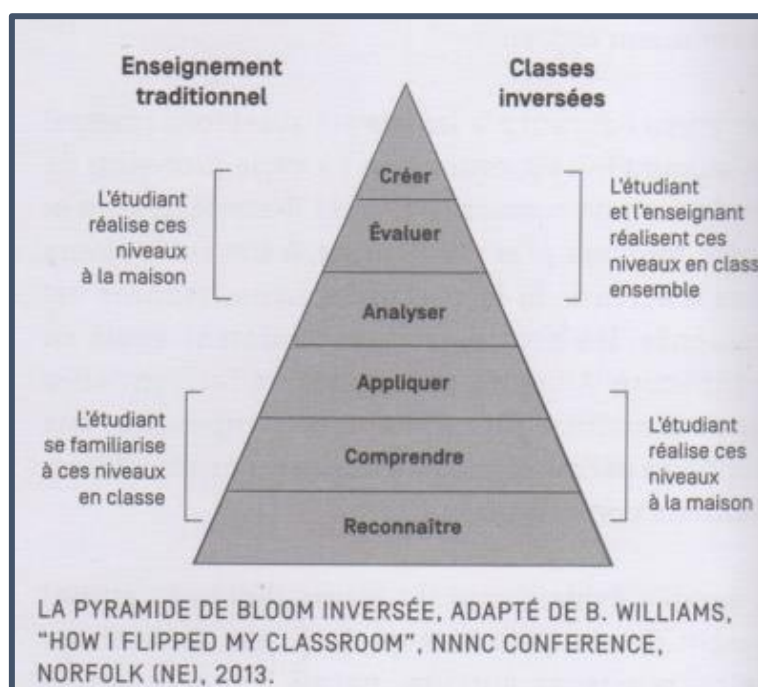 Enseignement
traditionnel
Classes
inversées
L'étudiant
réalise ces
niveaux
à la maison
L'étudiant
se familiarise
à ces niveaux
en classe
Créer
Évaluer
Analyser
Appliquer
Comprendre
Reconnaître
L'étudiant
et l'enseignant
réalisent ces
niveaux en class
ensemble
L'étudiant
réalise ces
niveaux
à la maison
LA PYRAMIDE DE BLOOM INVERSÉE, ADAPTÉ DE B. WILLIAMS,
"HOW I FLIPPED MY CLASSROOM", NNNC CONFERENCE,
NORFOLK (NE), 2013.